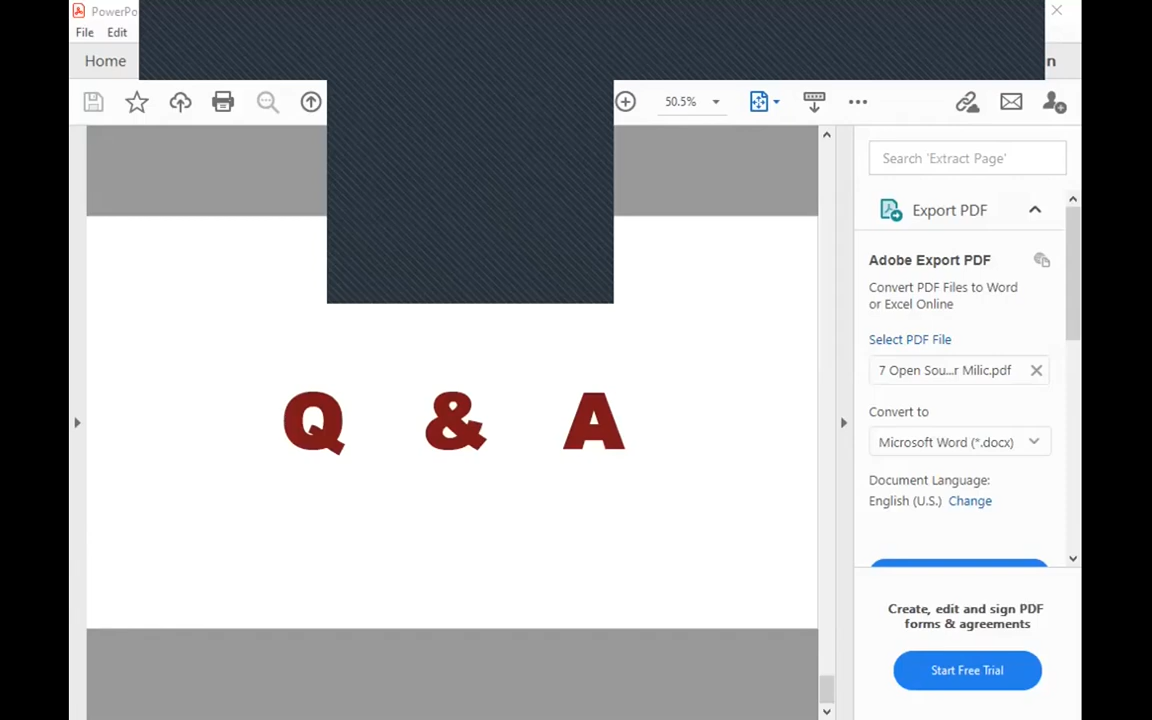 PowerPo
File Edit
Home
n
50.5%
Search 'Extract Page'
Export PDF
Adobe Export PDF
Convert PDF Files to Word
or Excel Online
Select PDF File
7 Open Sou...r Milic.pdf
Convert to
Microsoft Word (*.docx)
Document Language:
English (U.S.) Change
Q & A
Create, edit and sign PDF
forms & agreements
Start Free Trial